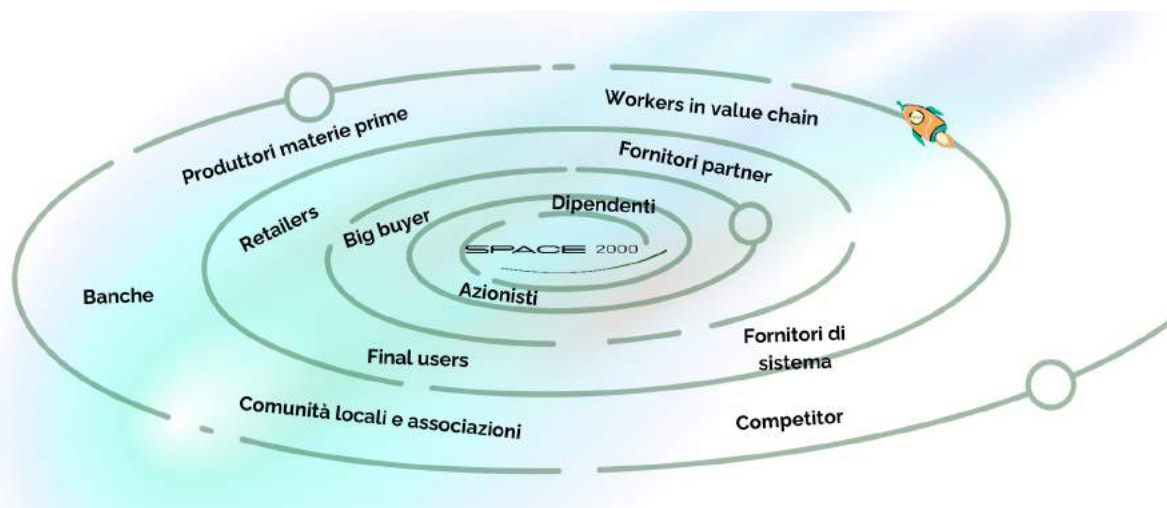 Workers in value chain
Produttori materie prime
Fornitori partner
Dipendenti
Retailers
Big buyer
SPACE 2000
Banche
Azionisti
Fornitori di
sistema
Final users
Comunità locali e associazioni
Competitor